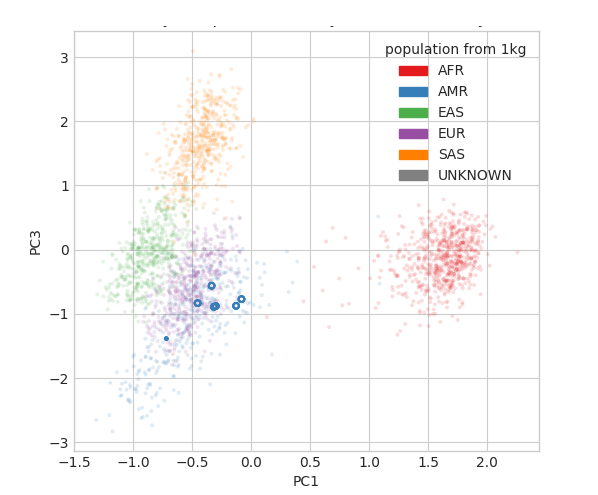 population from 1kg
AFR
AMR
EAS
EUR
SAS
UNKNOWN
3
2
1
0
−1
−2
−3
PC3
−1.5 −1.0 −0.5 0.0 0.5 1.0 1.5 2.0
PC1